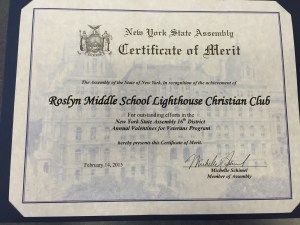 New York State Assembly
Certificate of Merit
The Assembly of the State of New York, in recognition of the achievement of
Roslyn Middle School Lighthouse Christian Club
For outstanding efforts in the
New York State Assembly 16th District
Annual Valentines for Veterans Program
hereby presents this Certificate of Merit.
February 14, 2014
Michelle Schimel
Member of Assembly